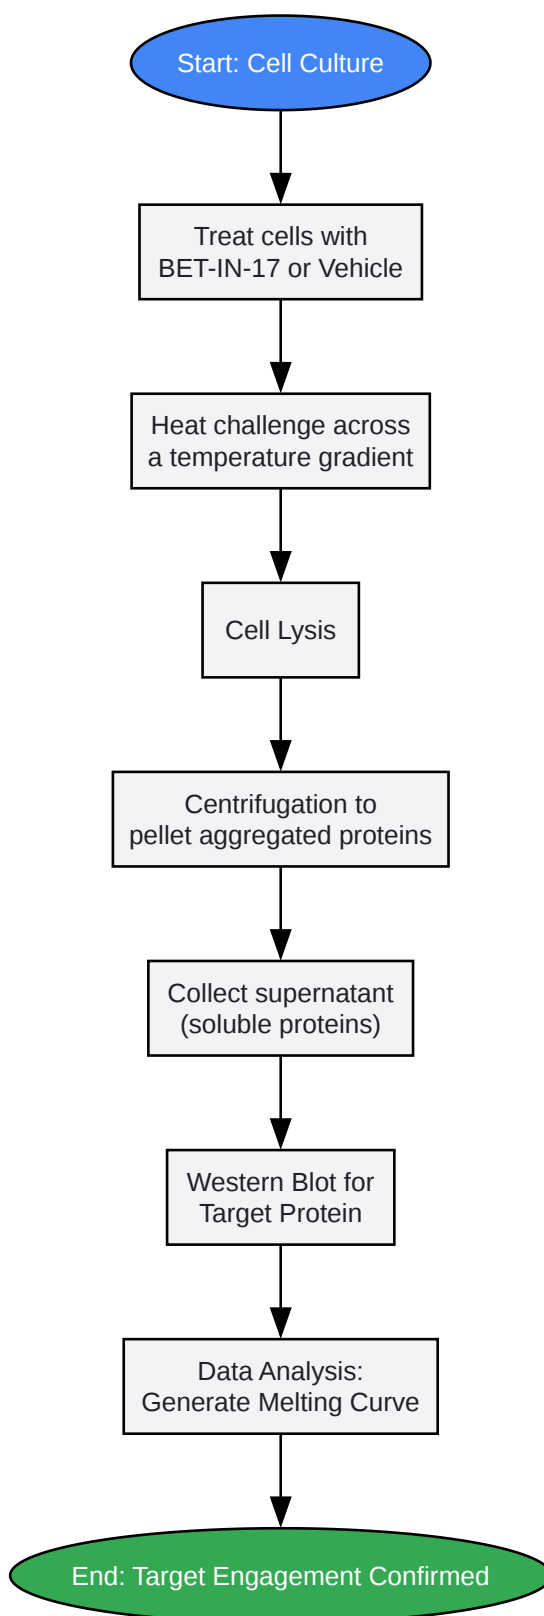 Start: Cell Culture
Treat cells with
BET-IN-17 or Vehicle
Heat challenge across
a temperature gradient
Cell Lysis
Centrifugation to
pellet aggregated proteins
Collect supernatant
(soluble proteins)
Western Blot for
Target Protein
Data Analysis:
Generate Melting Curve
End: Target Engagement Confirmed